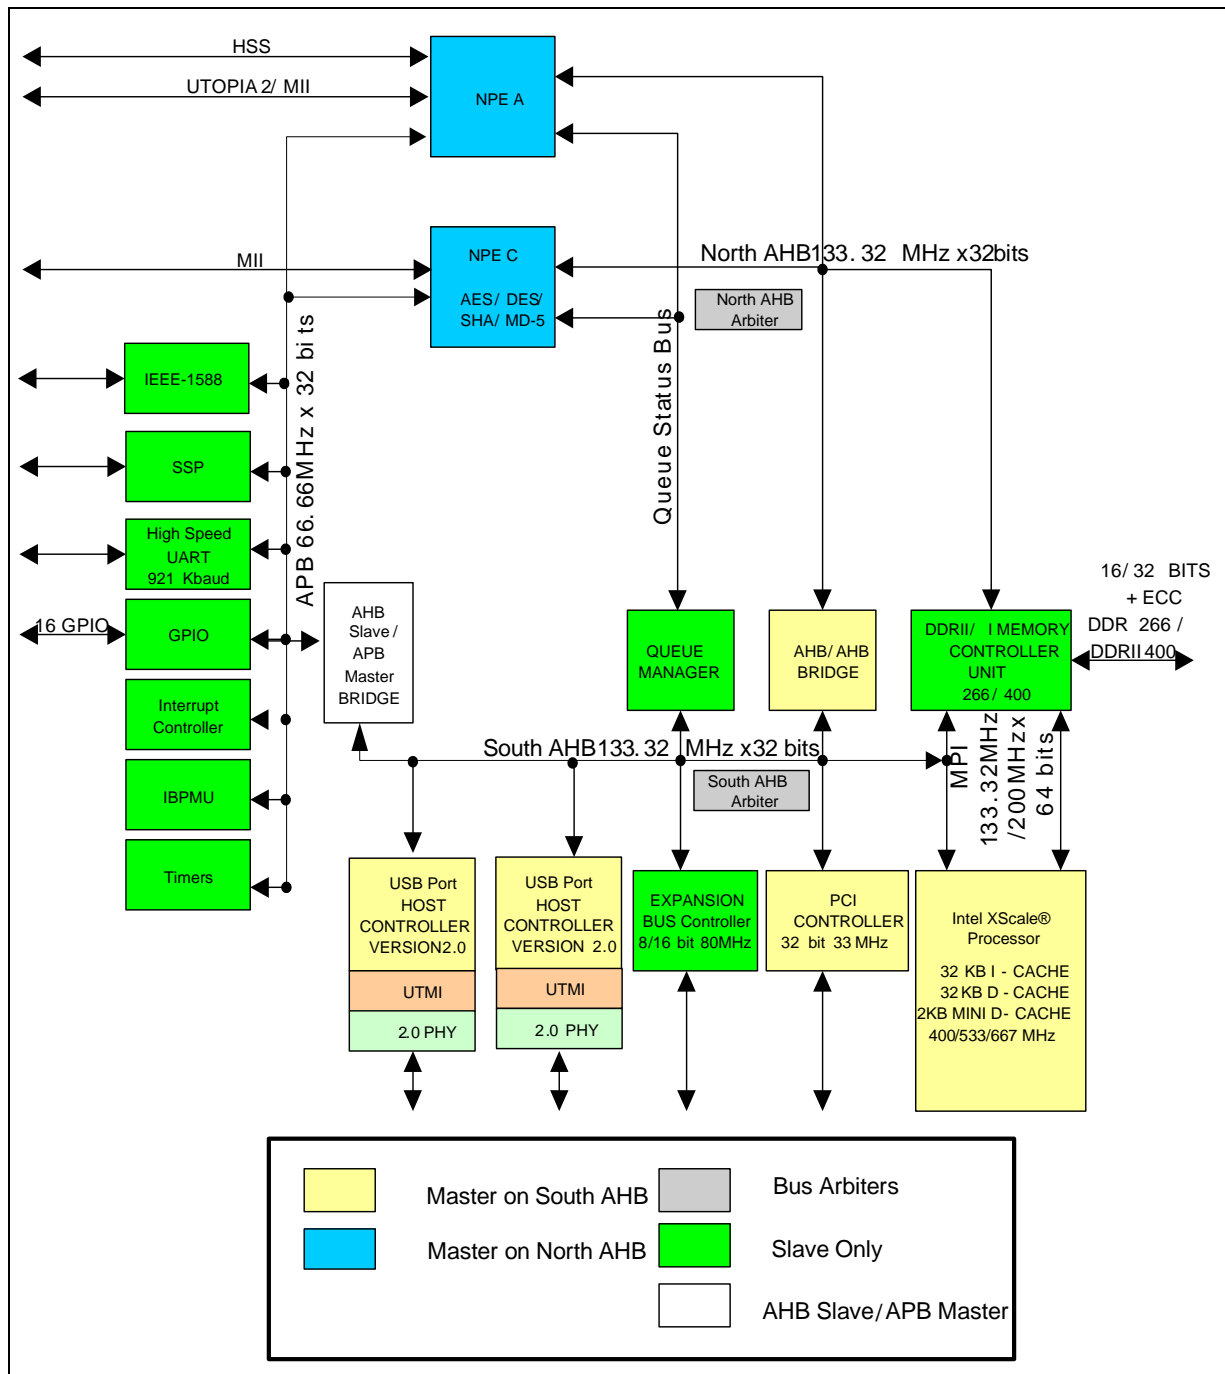 HSS
UTOPIA 2/ MII
NPE A
MII
NPE C
AES/ DES/
SHA/ MD-5
North AHB133. 32 MHz x32bits
North AHB
Arbiter
Queue Status Bus
APB 66. 66MHz x 32 bits
IEEE-1588
SSP
High Speed
UART
921 Kbaud
16 GPIO
GPIO
Interrupt
Controller
IBPMU
Timers
AHB
Slave /
APB
Master
BRIDGE
QUEUE
MANAGER
AHB/ AHB
BRIDGE
DDRII/ I MEMORY
CONTROLLER
UNIT
266/ 400
16/ 32 BITS
+ ECC
DDR 266 /
DDRII 400
South AHB133. 32 MHz x32 bits
South AHB
Arbiter
MPI
133. 32MHz
/200MHz x
64 bits
USB Port
HOST
CONTROLLER
VERSION2.0
UTMI
2.0 PHY
USB Port
HOST
CONTROLLER
VERSION 2.0
UTMI
2.0 PHY
EXPANSION
BUS Controller
8/16 bit 80MHz
PCI
CONTROLLER
32 bit 33 MHz
Intel XScale®
Processor
32 KB I - CACHE
32 KB D - CACHE
2KB MINI D- CACHE
400/533/667 MHz
Master on South AHB
Bus Arbiters
Master on North AHB
Slave Only
AHB Slave/APB Master